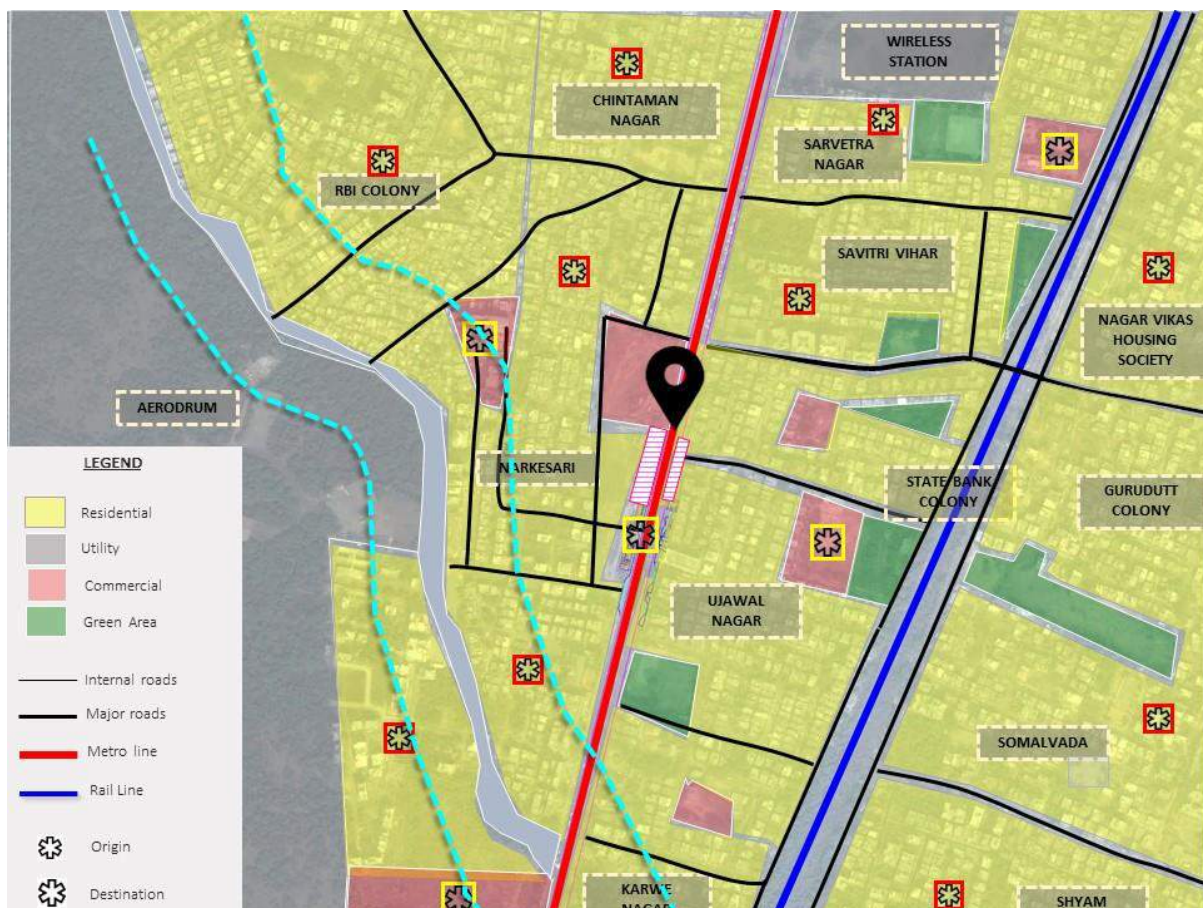 WIRELESS
STATION
CHINTAMAN
NAGAR
SARVETRA
NAGAR
RBI COLONY
SAVITRI VIHAR
NAGAR VIKAS
HOUSING
SOCIETY
AERODRUM
NARKESARI
STATE BANK
COLONY
GURUDUTT
COLONY
UJAWAL
NAGAR
SOMALVADA
KARWE
NAGAR
SHYAM
LEGEND
Residential
Utility
Commercial
Green Area
Internal roads
Major roads
Metro line
Rail Line
Origin
Destination